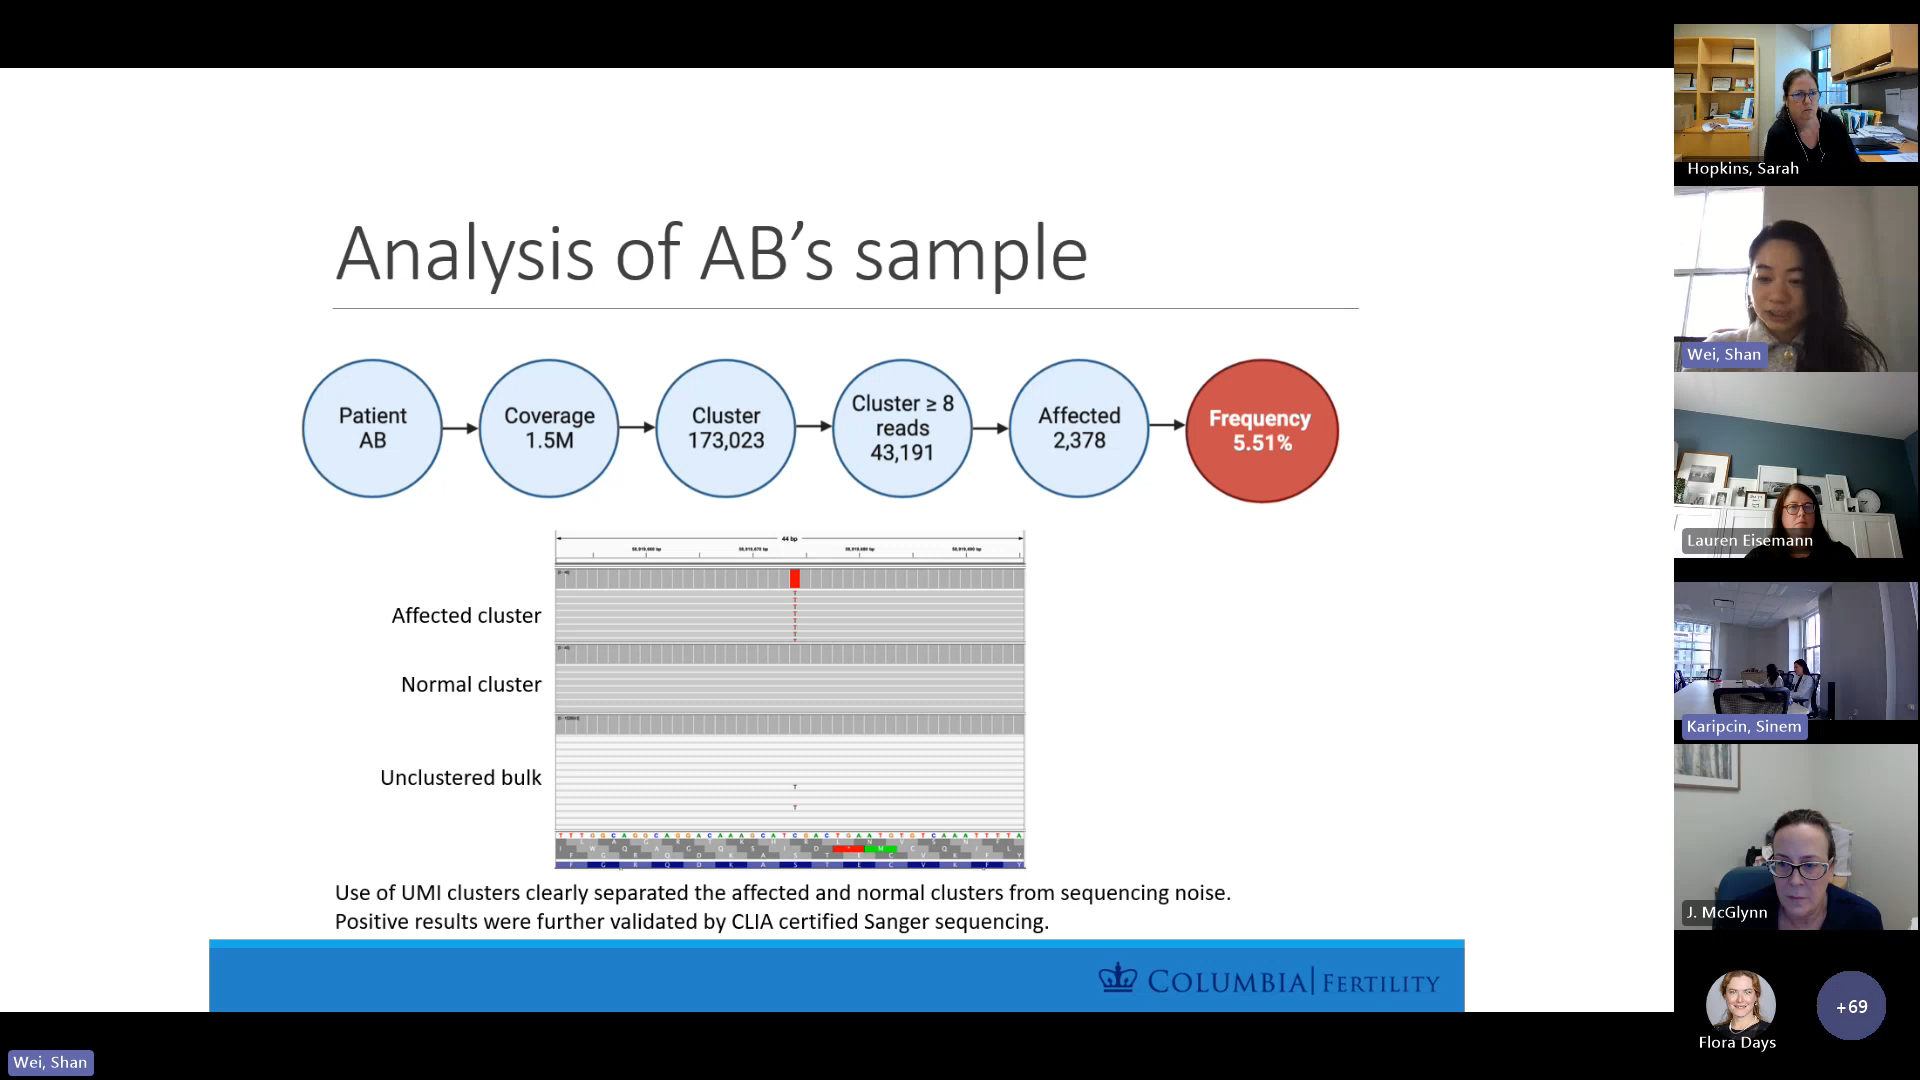 Analysis of AB’s sample
Patient
AB
Coverage
1.5M
Cluster
173,023
Cluster ≥ 8
reads
43,191
Affected
2,378
Frequency
5.51%
44 bp
Affected cluster
T
T
T
T
T
T
T
Normal cluster
Unclustered bulk
T
T
T T T G G C A G G C A G G A C A A A G C A T C G A C T G A A T G T G T C A A A T T T T A
F G R Q D K A S T E C V K F Y
Use of UMI clusters clearly separated the affected and normal clusters from sequencing noise.
Positive results were further validated by CLIA certified Sanger sequencing.
COLUMBIA | FERTILITY
Hopkins, Sarah
Wei, Shan
Lauren Eisemann
Karipcin, Sinem
J. McGlynn
+69
Flora Days
Wei, Shan